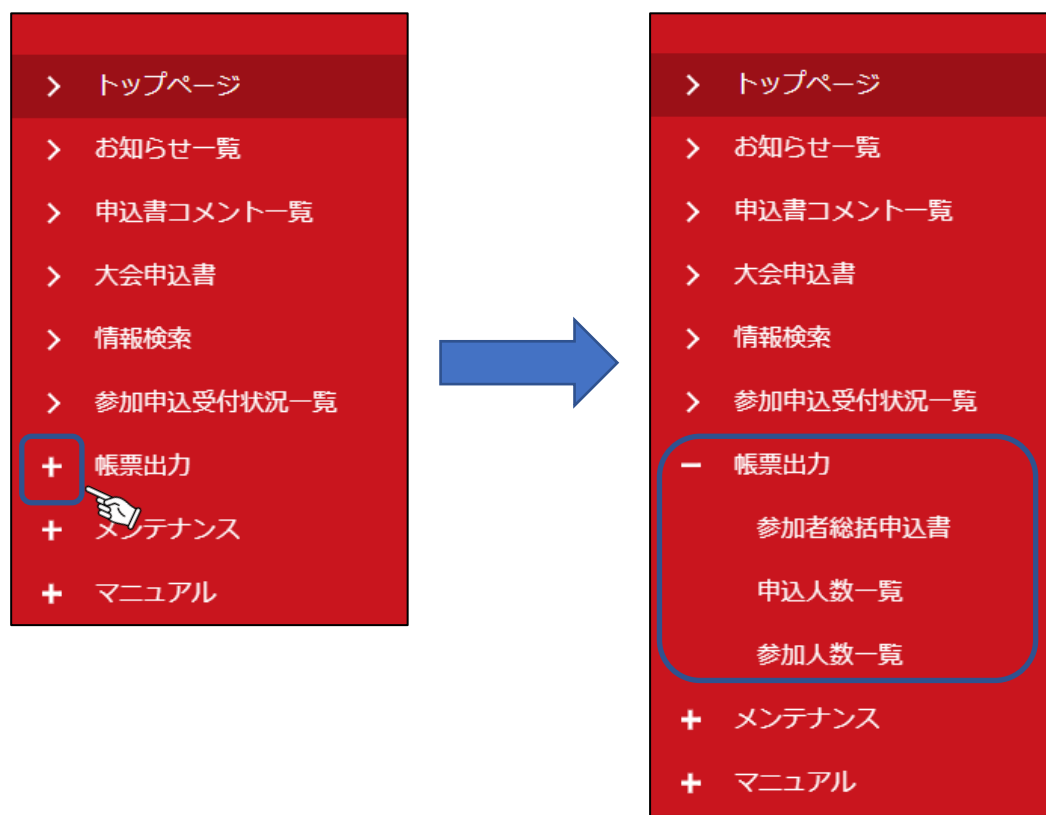 トップページ
お知らせ一覧
申込書コメント一覧
大会申込書
情報検索
参加申込受付状況一覧
帳票出力
メンテナンス
マニュアル
トップページ
お知らせ一覧
申込書コメント一覧
大会申込書
情報検索
参加申込受付状況一覧
帳票出力
参加者総括申込書
申込人数一覧
参加人数一覧
メンテナンス
マニュアル